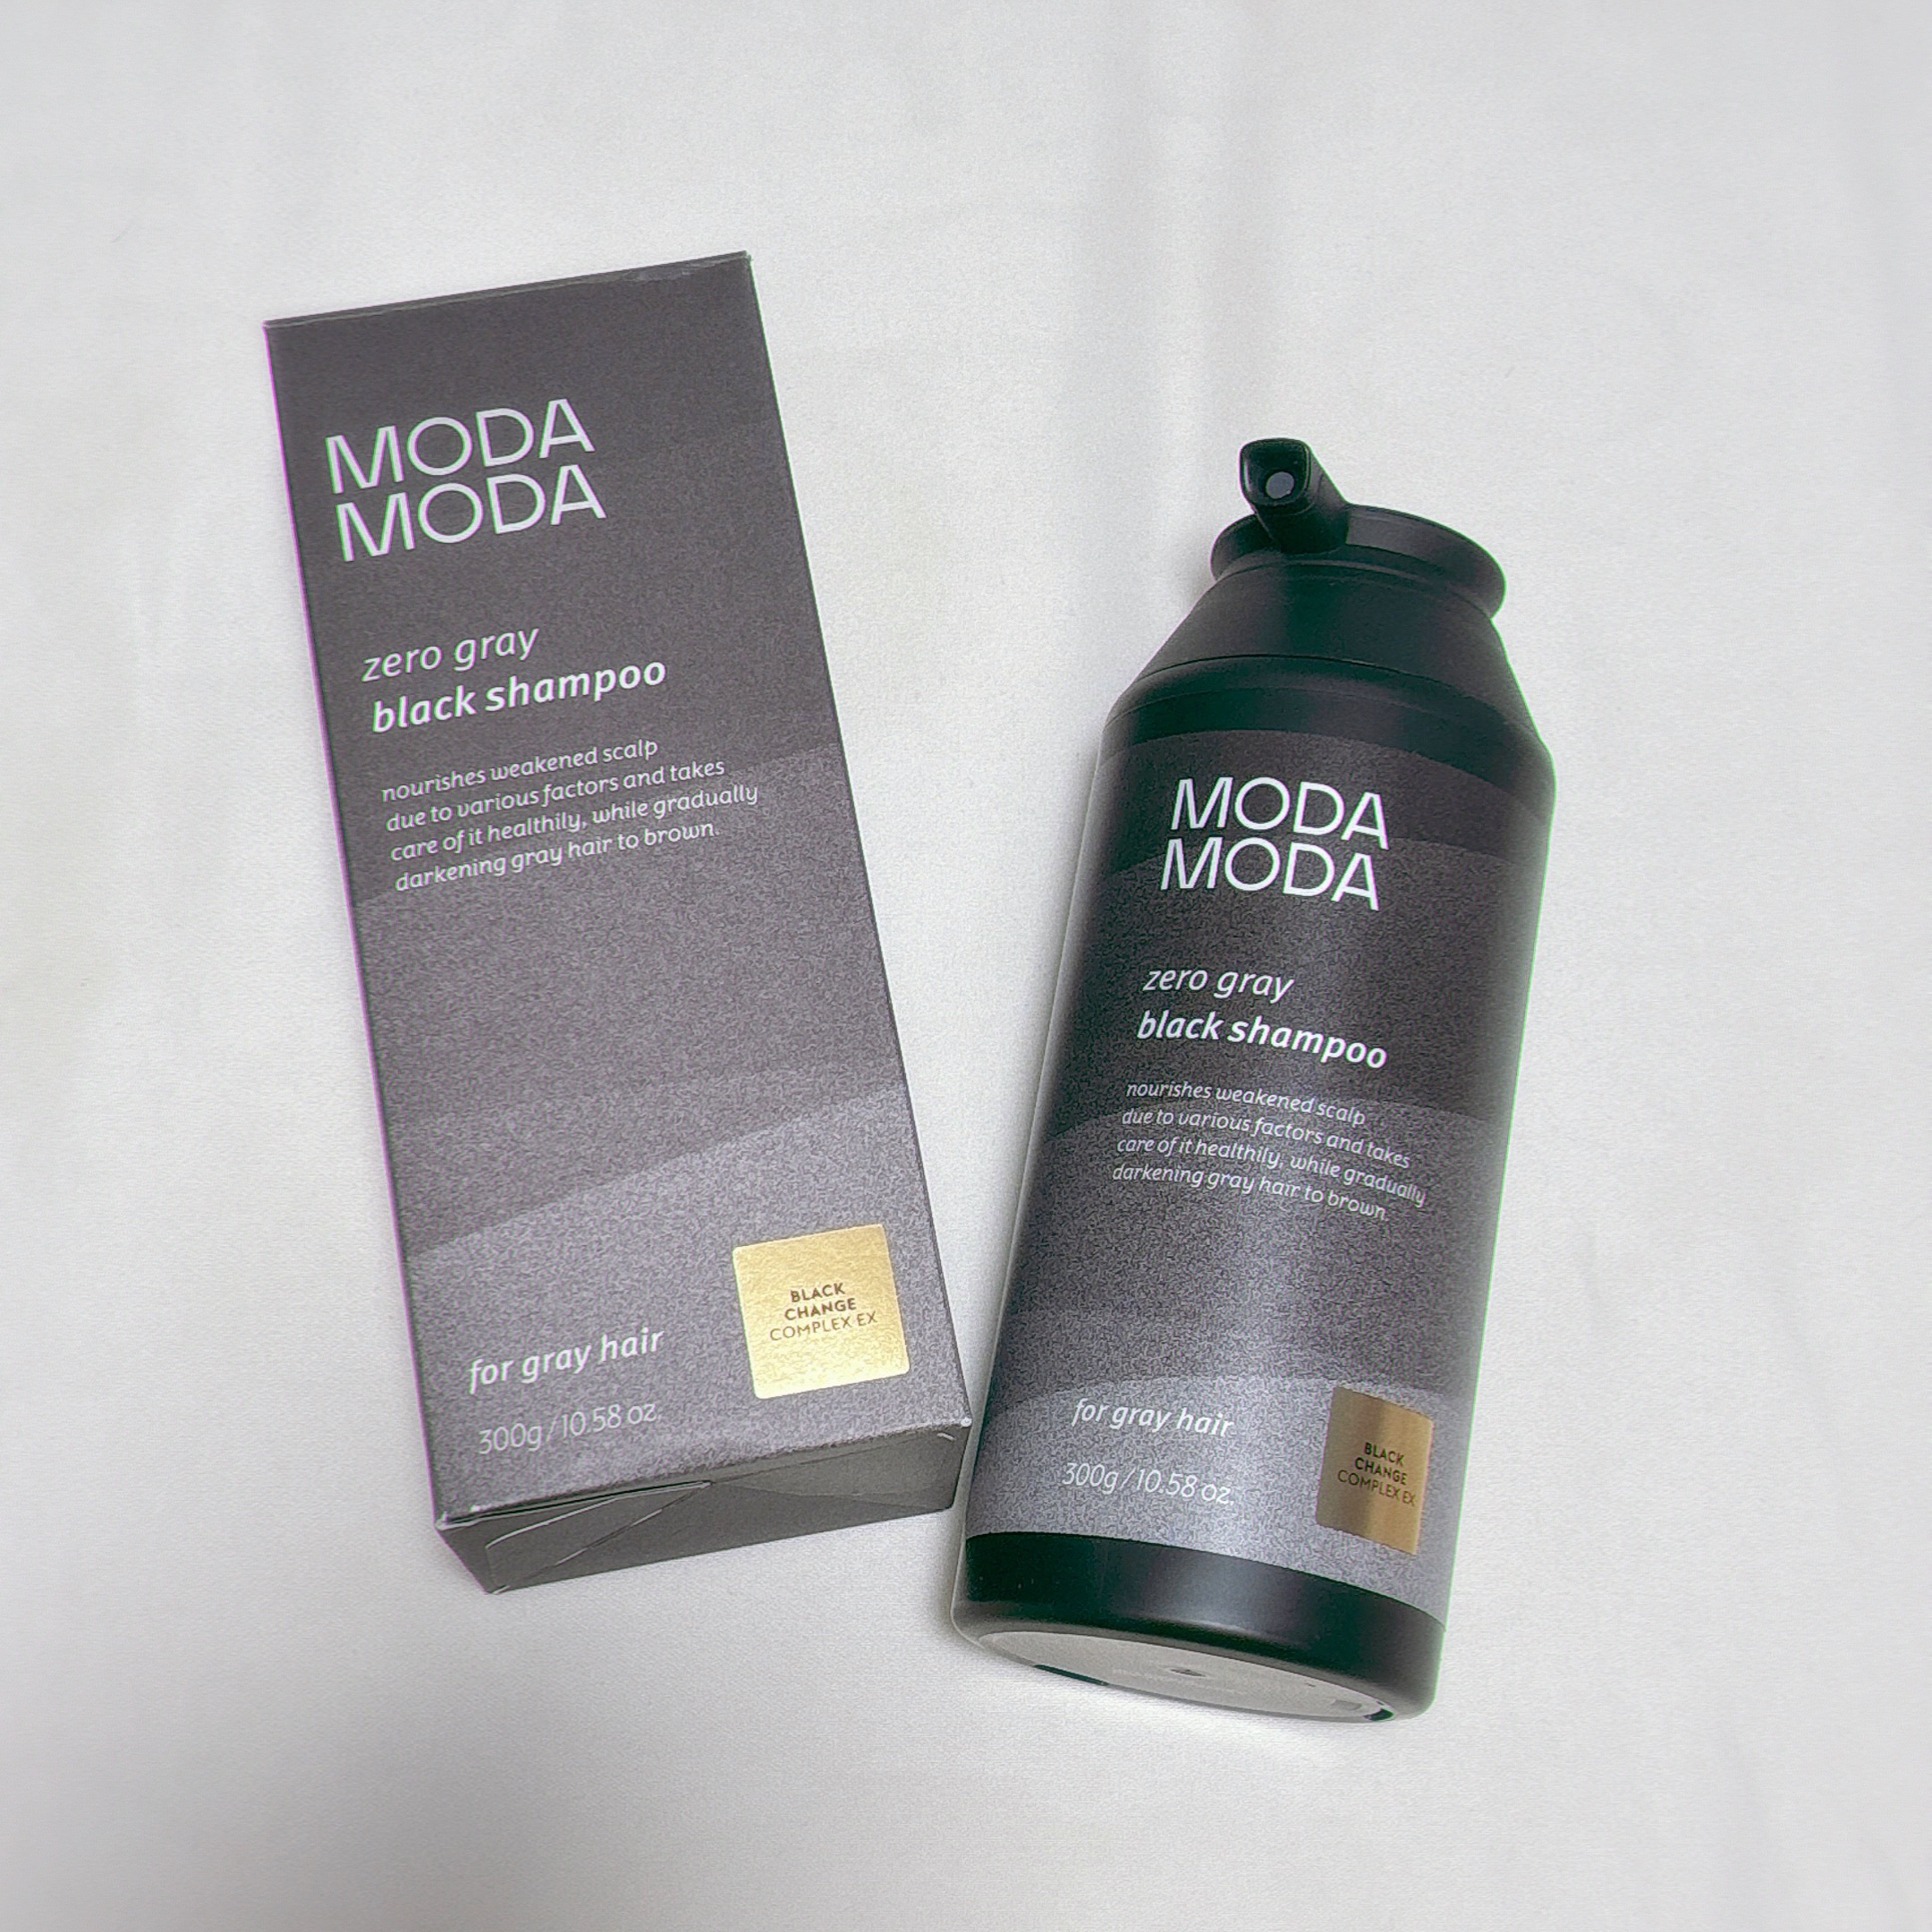 MODA
MODA
zero gray
black shampoo
nourishes weakened scalp
due to various factors and takes
care of it healthily, while gradually
darkening gray hair to brown.
BLACK
CHANGE
COMPLEX EX
for gray hair
300g / 10.58 oz.
MODA
MODA
zero gray
black shampoo
nourishes weakened scalp
due to various factors and takes
care of it healthily, while gradually
darkening gray hair to brown.
for gray hair
BLACK
CHANGE
COMPLEX EX
300g / 10.58 oz.